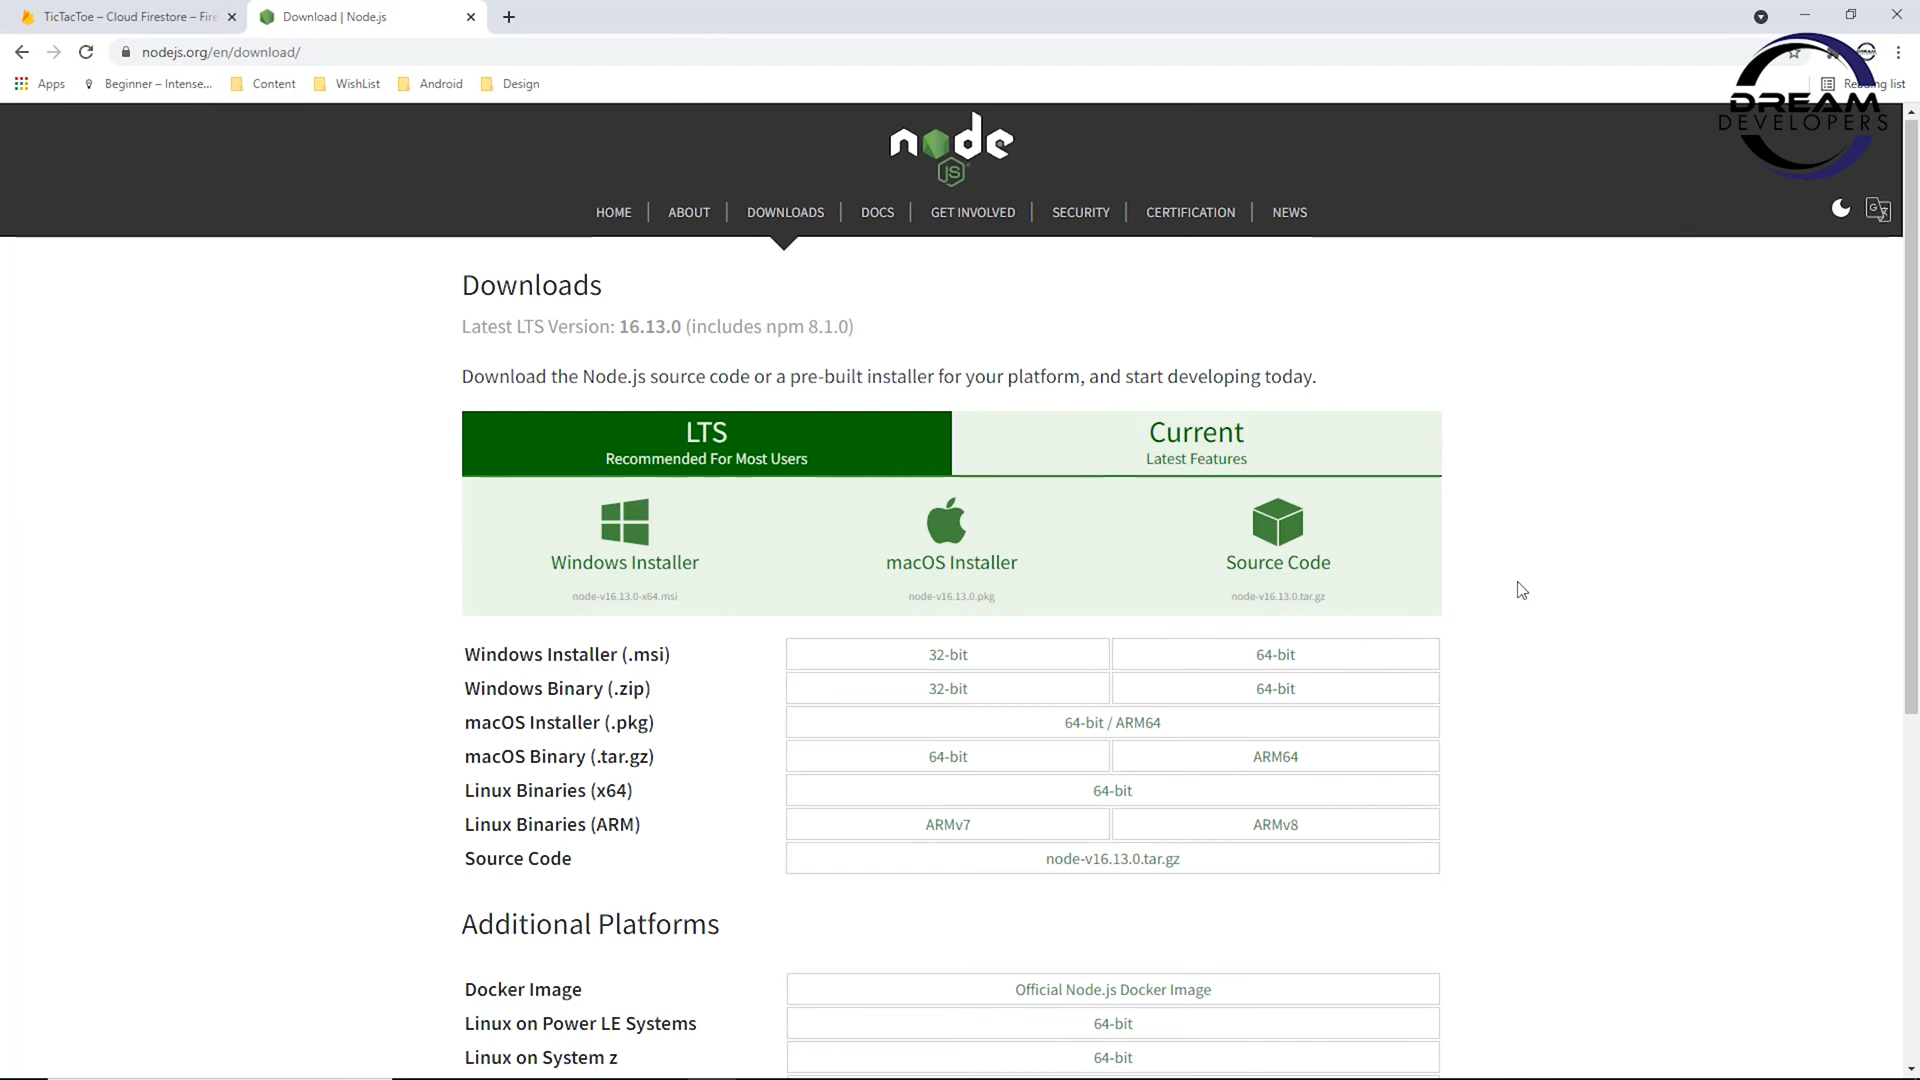 TicTacToe – Cloud Firestore – Fire
Download | Node.js
nodejs.org/en/download/
Apps
Beginner – Intense...
Content
WishList
Android
Design
Reading list
DREAM
DEVELOPERS
node
JS
HOME
ABOUT
DOWNLOADS
DOCS
GET INVOLVED
SECURITY
CERTIFICATION
NEWS
Downloads
Latest LTS Version: 16.13.0 (includes npm 8.1.0)
Download the Node.js source code or a pre-built installer for your platform, and start developing today.
LTS
Recommended For Most Users
Current
Latest Features
Windows Installer
node-v16.13.0-x64.msi
macOS Installer
node-v16.13.0.pkg
Source Code
node-v16.13.0.tar.gz
Windows Installer (.msi) 32-bit 64-bit
Windows Binary (.zip) 32-bit 64-bit
macOS Installer (.pkg) 64-bit / ARM64
macOS Binary (.tar.gz) 64-bit ARM64
Linux Binaries (x64) 64-bit
Linux Binaries (ARM) ARMv7 ARMv8
Source Code node-v16.13.0.tar.gz
Additional Platforms
Docker Image Official Node.js Docker Image
Linux on Power LE Systems 64-bit
Linux on System z 64-bit